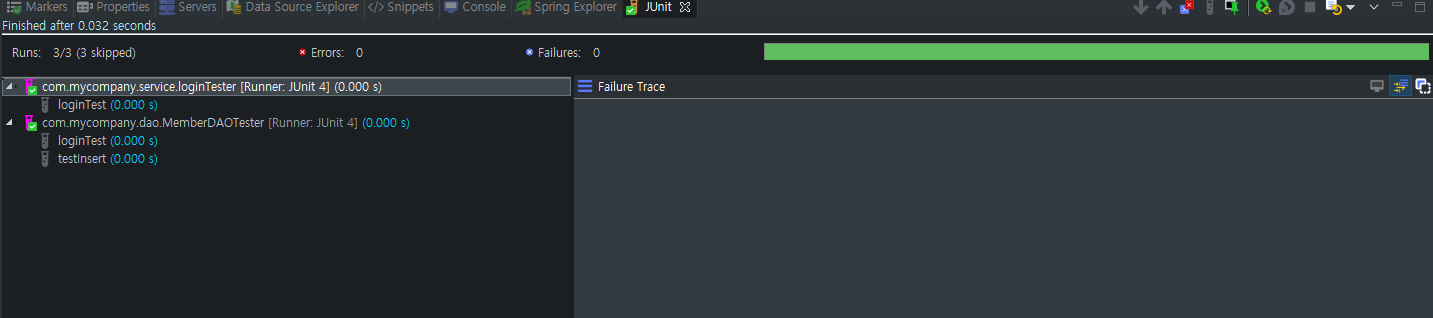 Markers Properties Servers Data Source Explorer Snippets Console Spring Explorer JUnit
Finished after 0.032 seconds
Runs: 3/3 (3 skipped) Errors: 0 Failures: 0
com.mycompany.service.loginTester [Runner: JUnit 4] (0.000 s)
Failure Trace
loginTest (0.000 s)
com.mycompany.dao.MemberDAOTester [Runner: JUnit 4] (0.000 s)
loginTest (0.000 s)
testInsert (0.000 s)